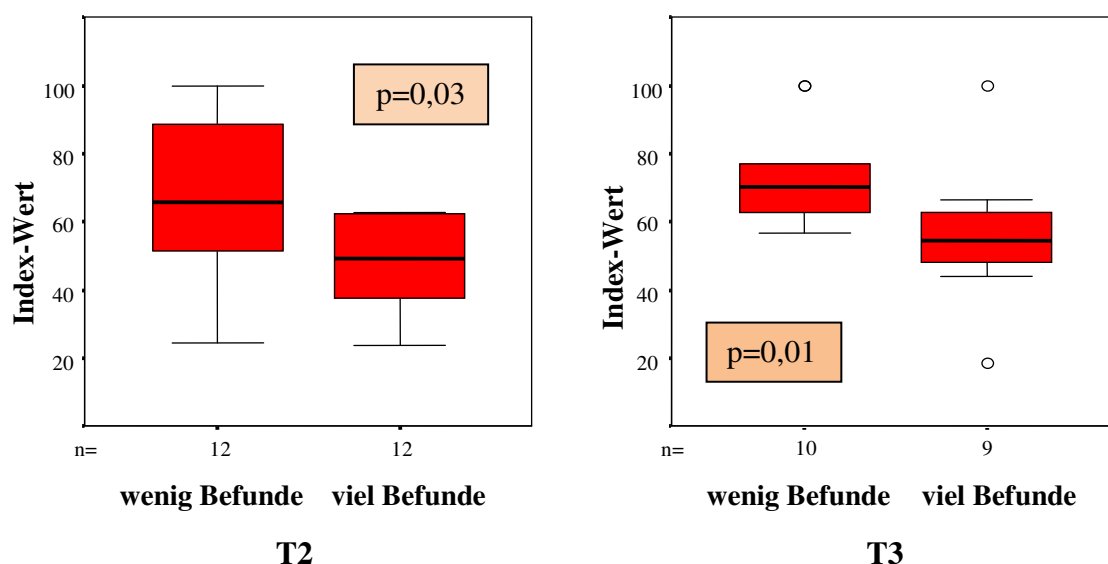 p=0,03
Index-Wert
100
80
60
40
20
n= 12 12
wenig Befunde viel Befunde
T2
p=0,01
Index-Wert
100
80
60
40
20
n= 10 9
wenig Befunde viel Befunde
T3